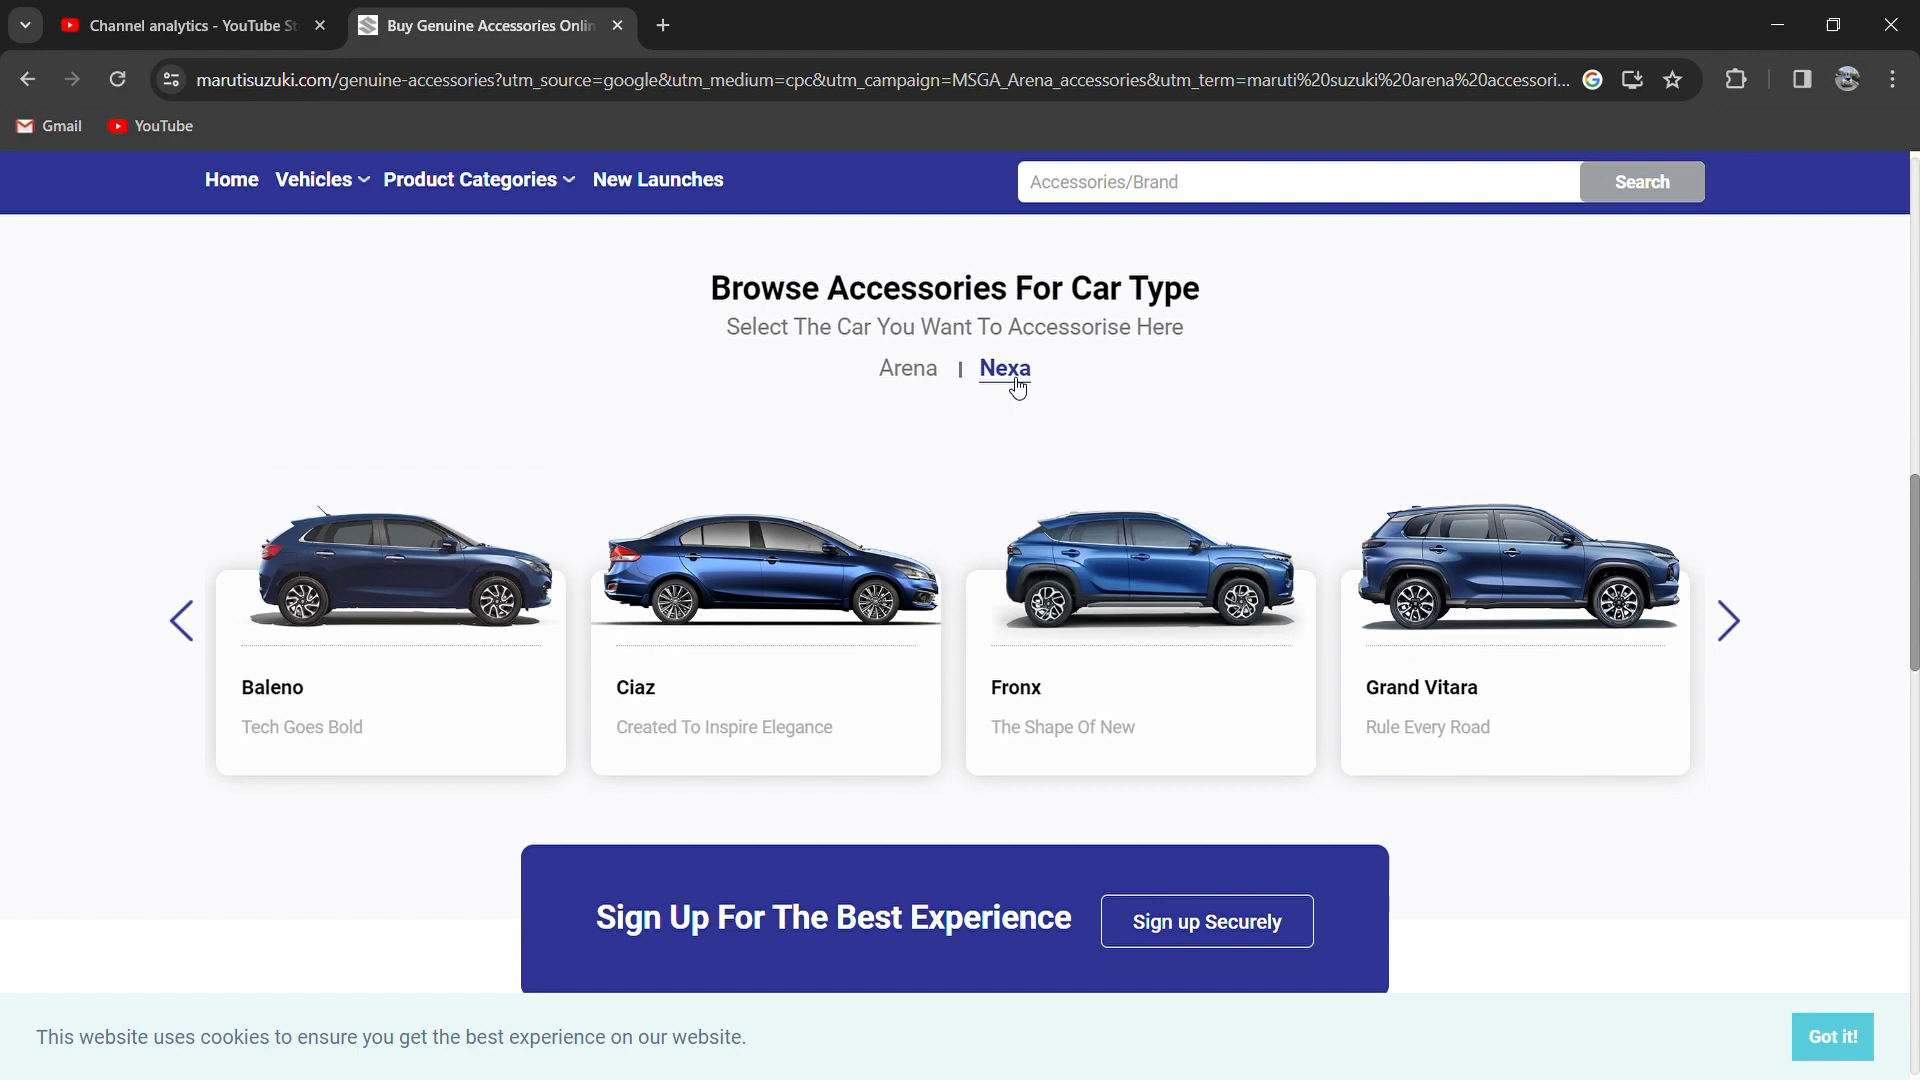 Channel analytics - YouTube St
Buy Genuine Accessories Onlin
marutisuzuki.com/genuine-accessories?utm_source=google&utm_medium=cpc&utm_campaign=MSGA_Arena_accessories&utm_term=maruti%20suzuki%20arena%20accessori...
Gmail YouTube
Home Vehicles Product Categories New Launches Accessories/Brand Search
Browse Accessories For Car Type
Select The Car You Want To Accessorise Here
Arena | Nexa
Baleno Ciaz Fronx Grand Vitara
Tech Goes Bold Created To Inspire Elegance The Shape Of New Rule Every Road
Sign Up For The Best Experience Sign up Securely
This website uses cookies to ensure you get the best experience on our website. Got it!